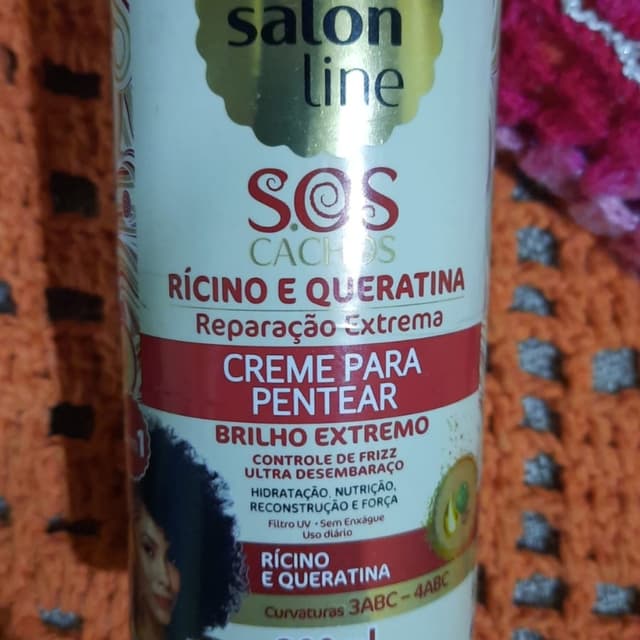 salon
line
S.O.S
CACHOS
RÍCINO E QUERATINA
Reparação Extrema
CREME PARA
PENTEAR
BRILHO EXTREMO
CONTROLE DE FRIZZ
ULTRA DESEMBARAÇO
HIDRATAÇÃO, NUTRIÇÃO,
RECONSTRUÇÃO E FORÇA
Filtro UV • Sem Enxágue
Uso diário
RÍCINO
E QUERATINA
Curvaturas 3ABC – 4ABC